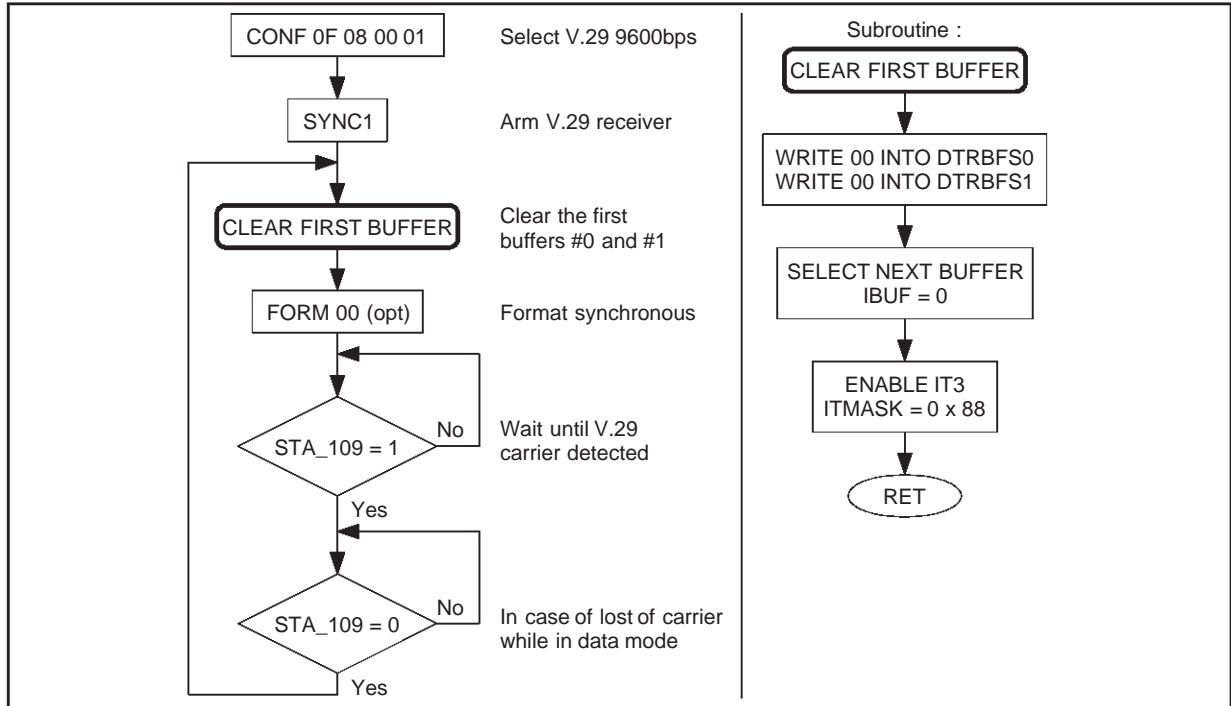 CONF 0F 08 00 01
Select V.29 9600bps
SYNC1
Arm V.29 receiver
CLEAR FIRST BUFFER
Clear the first
buffers #0 and #1
FORM 00 (opt)
Format synchronous
STA_109 = 1
No
Wait until V.29
carrier detected
Yes
STA_109 = 0
No
In case of lost of carrier
while in data mode
Yes
Subroutine :
CLEAR FIRST BUFFER
WRITE 00 INTO DTRBFS0
WRITE 00 INTO DTRBFS1
SELECT NEXT BUFFER
IBUF = 0
ENABLE IT3
ITMASK = 0 x 88
RET